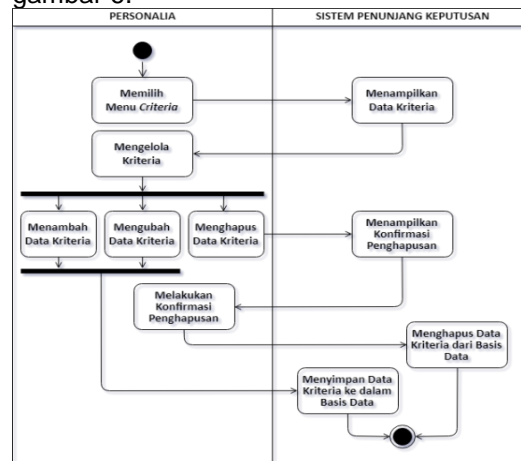 PERSONALIA
SISTEM PENUNJANG KEPUTUSAN
Memilih
Menu Criteria
Menampilkan
Data Kriteria
Mengelola
Kriteria
Menambah
Data Kriteria
Mengubah
Data Kriteria
Menghapus
Data Kriteria
Menampilkan
Konfirmasi
Penghapusan
Melakukan
Konfirmasi
Penghapusan
Menghapus Data
Kriteria dari Basis
Data
Menyimpan Data
Kriteria ke dalam
Basis Data